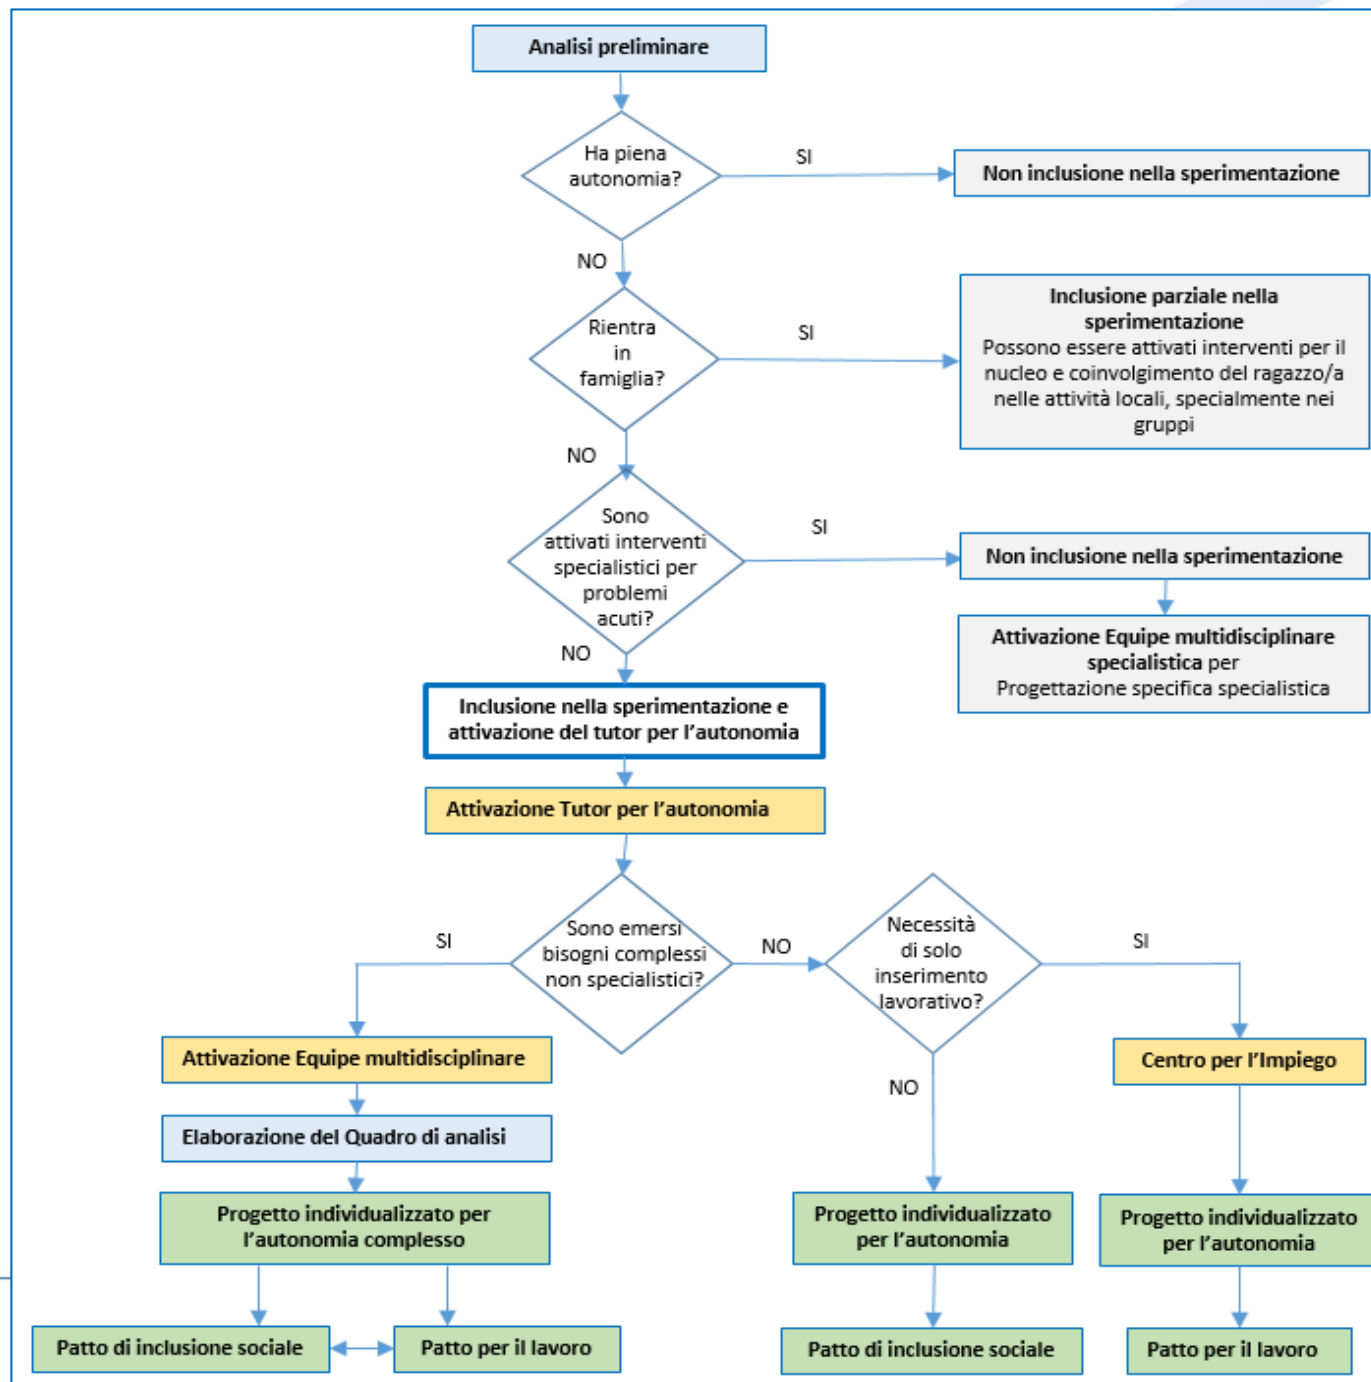 Analisi preliminare
Ha piena
autonomia?
SI
Non inclusione nella sperimentazione
NO
Rientra
in
famiglia?
SI
Inclusione parziale nella
sperimentazione
Possono essere attivati interventi per il
nucleo e coinvolgimento del ragazzo/a
nelle attività locali, specialmente nei
gruppi
NO
Sono
attivati interventi
specialistici per
problemi
acuti?
SI
Non inclusione nella sperimentazione
Attivazione Equipe multidisciplinare
specialistica per
Progettazione specifica specialistica
NO
Inclusione nella sperimentazione e
attivazione del tutor per l'autonomia
Attivazione Tutor per l'autonomia
Sono emersi
bisogni complessi
non specialistici?
SI
NO
Necessità
di solo
inserimento
lavorativo?
SI
NO
Attivazione Equipe multidisciplinare
Centro per l'Impiego
Elaborazione del Quadro di analisi
Progetto individualizzato per
l'autonomia complesso
Progetto individualizzato
per l'autonomia
Progetto individualizzato
per l'autonomia
Patto di inclusione sociale
Patto per il lavoro
Patto di inclusione sociale
Patto per il lavoro